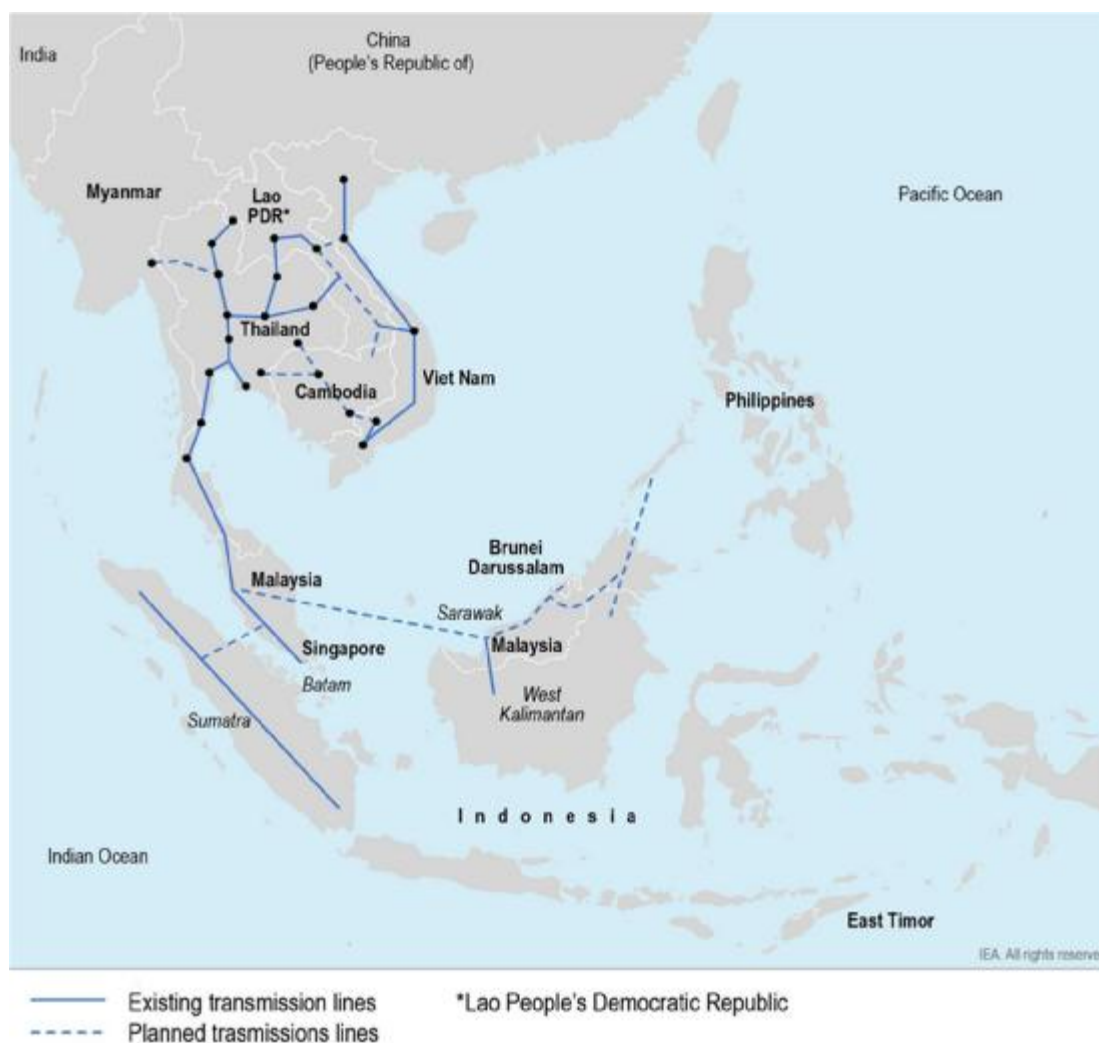 China
(People's Republic of)
India
Myanmar
Lao
PDR*
Pacific Ocean
Thailand
Viet Nam
Cambodia
Philippines
Brunei
Darussalam
Malaysia
Sarawak
Malaysia
Singapore
Batam
West
Kalimantan
Sumatra
Indonesia
Indian Ocean
East Timor
IEA. All rights reserve
Existing transmission lines
*Lao People's Democratic Republic
Planned trasmissions lines